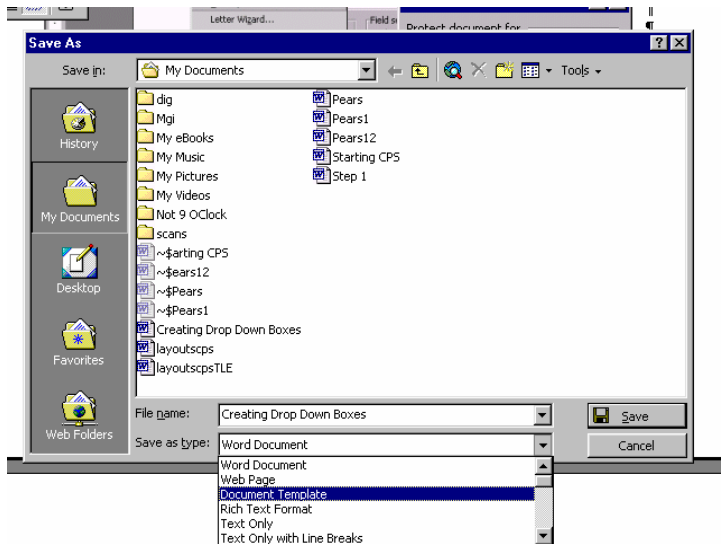 Letter Wizard...
Field s
Protect document for
Save As
Save in:
My Documents
Tools
History
My Documents
Desktop
Favorites
Web Folders
dig
Mgi
My eBooks
My Music
My Pictures
My Videos
Not 9 OClock
scans
~$arting CPS
~$ears12
~$Pears
~$Pears1
Creating Drop Down Boxes
layoutscps
layoutscpsTLE
Pears
Pears1
Pears12
Starting CPS
Step 1
File name:
Creating Drop Down Boxes
Save
Save as type:
Word Document
Cancel
Word Document
Web Page
Document Template
Rich Text Format
Text Only
Text Only with Line Breaks